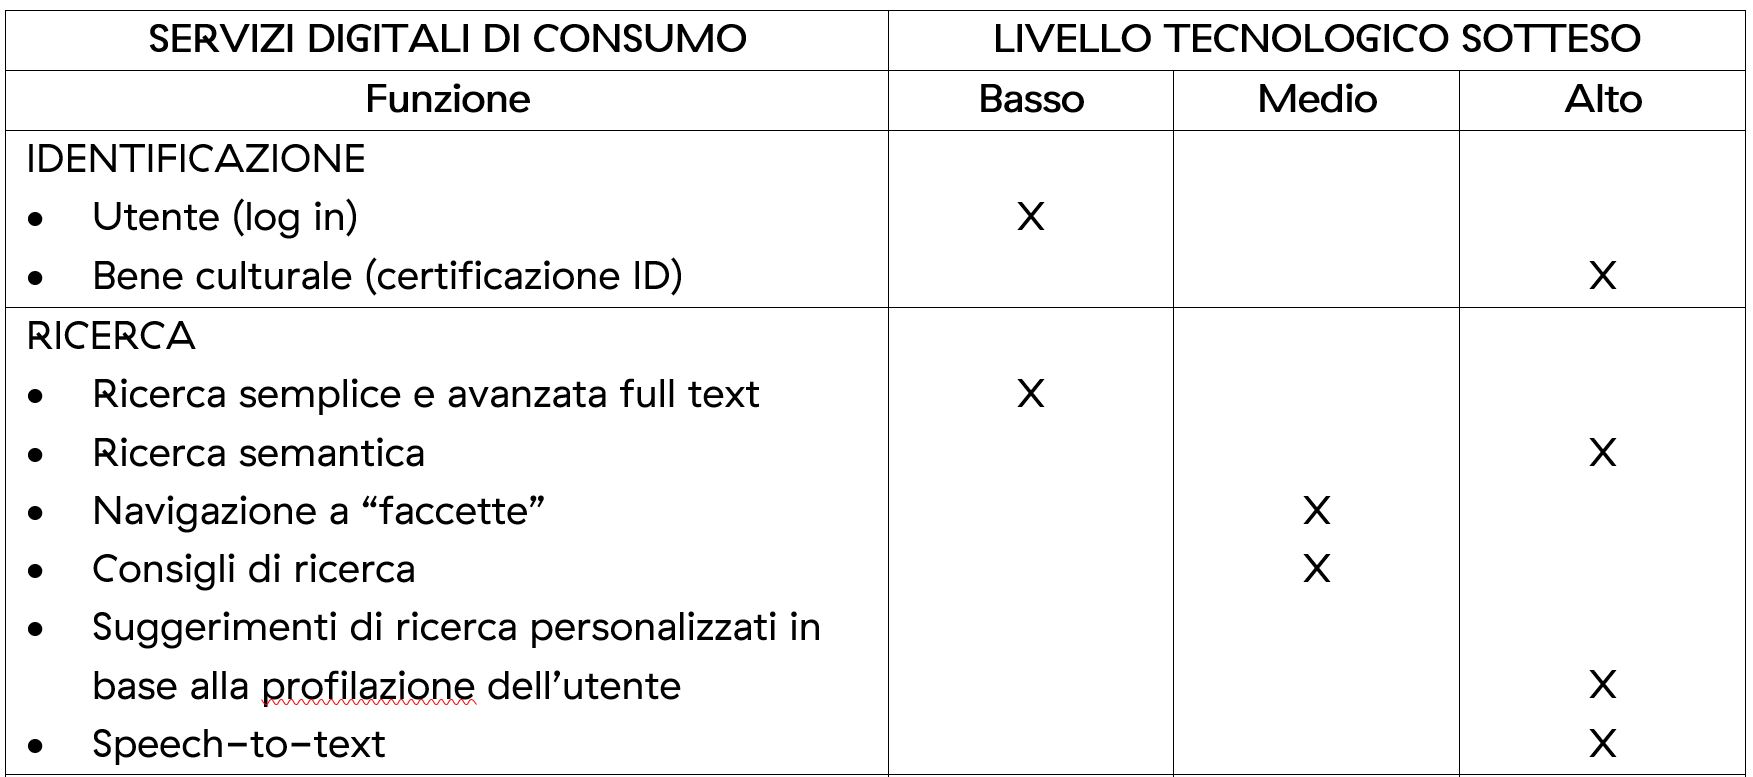 SERVIZI DIGITALI DI CONSUMO LIVELLO TECNOLOGICO SOTTESO
Funzione Basso Medio Alto
IDENTIFICAZIONE
• Utente (log in) X
• Bene culturale (certificazione ID) X
RICERCA
• Ricerca semplice e avanzata full text X
• Ricerca semantica X
• Navigazione a “faccette” X
• Consigli di ricerca X
• Suggerimenti di ricerca personalizzati in
base alla profilazione dell’utente X
• Speech-to-text X